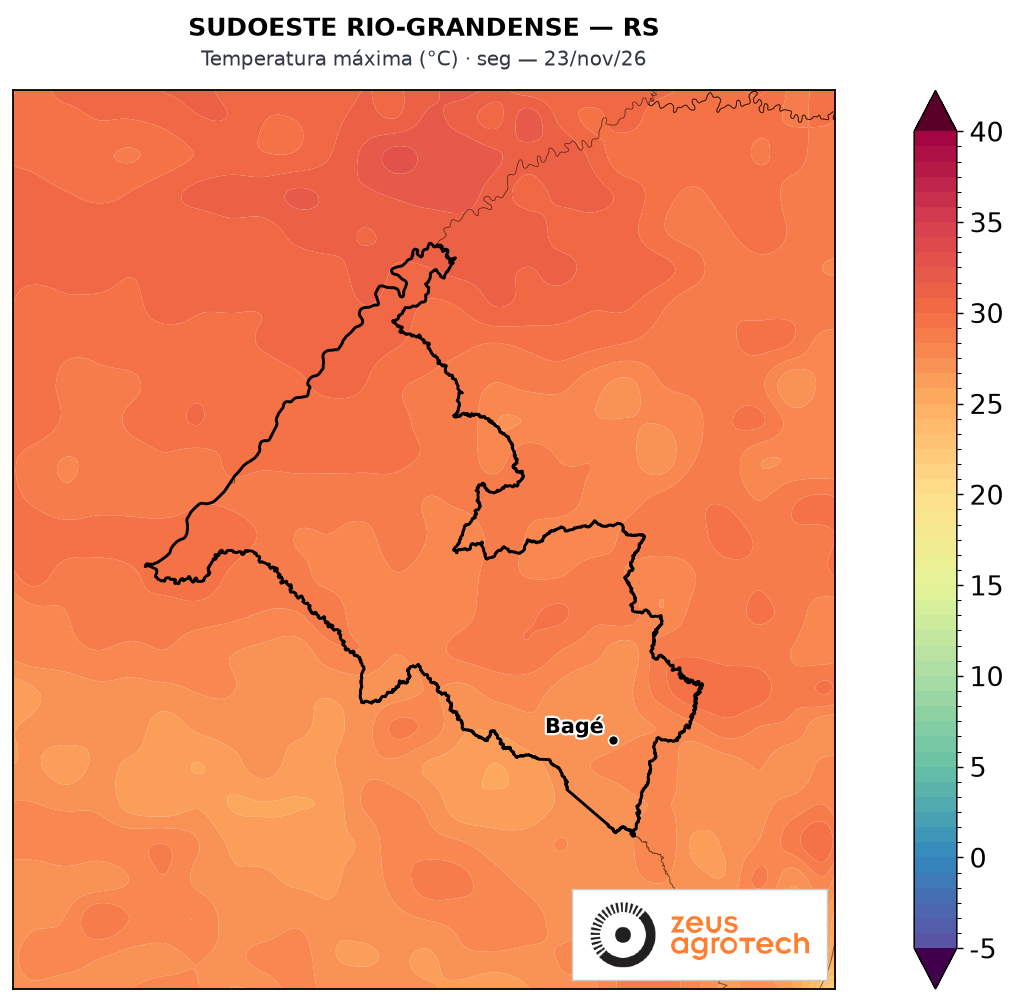 SUDOESTE RIO-GRANDENSE — RS
Temperatura máxima (°C) · seg — 23/nov/26
40
35
30
25
20
15
10
5
0
-5
Bagé
zeus
agrotech